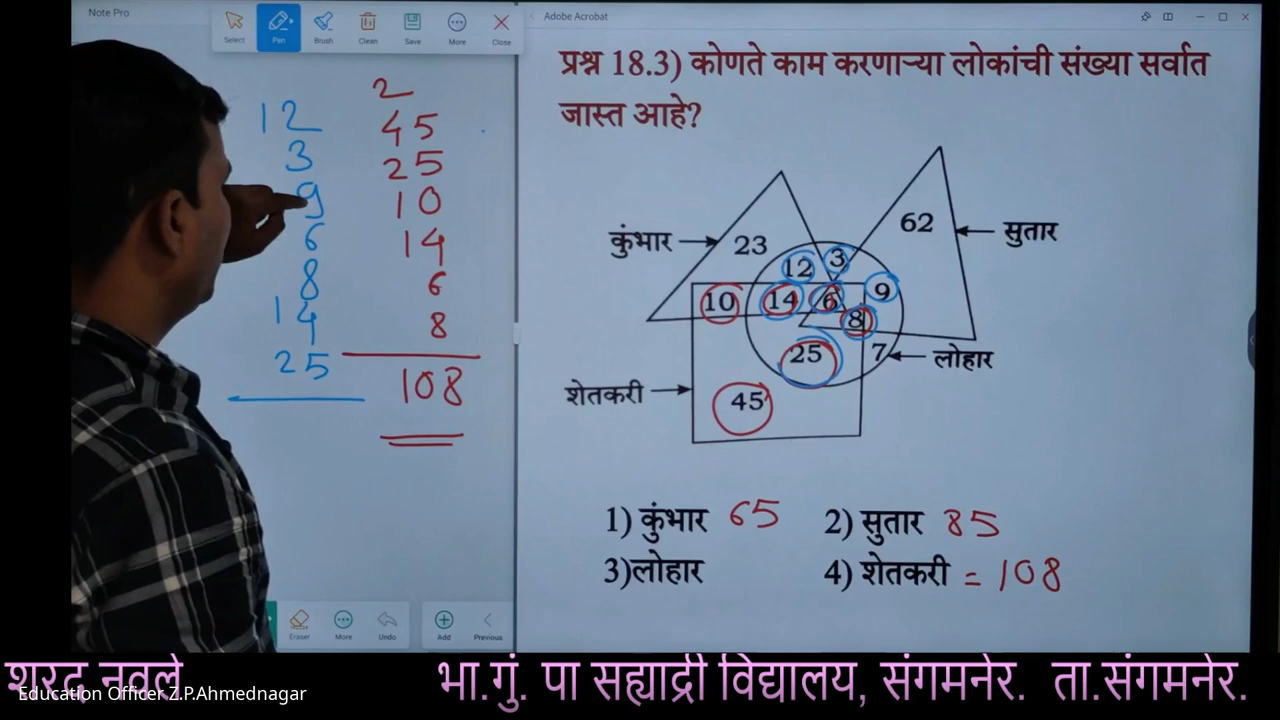 Note Pro
Select Pen Brush Clean Save More Close
Adobe Acrobat
प्रश्न 18.3) कोणते काम करणाऱ्या लोकांची संख्या सर्वात
जास्त आहे?
2
12 45
3 25
9 10
6 14
8 6
14 8
25
108
कुंभार 23 62 सुतार
12 3
10 14 6 9
8
25 7 लोहार
शेतकरी 45
1) कुंभार 65 2) सुतार 85
3)लोहार 4) शेतकरी = 108
Eraser More Undo Add Previous
शरद नवले भा.गुं. पा सह्याद्री विद्यालय, संगमनेर. ता.संगमनेर.
Education Officer Z.P.Ahmednagar